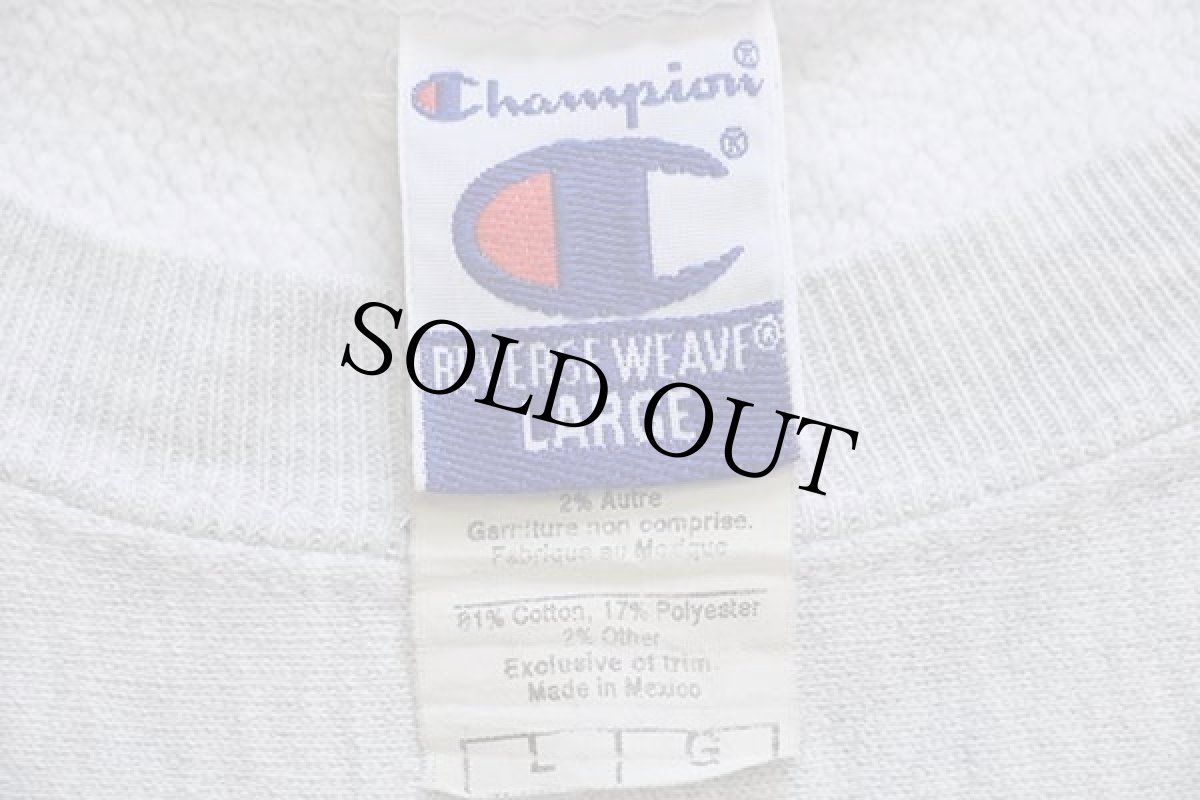 Champion®
®
REVERSE WEAVE®
LARGE
SOLD OUT
2% Autre
Garniture non comprise.
Fabriqué au Mexique
81% Cotton, 17% Polyester
2% Other
Exclusive of trim.
Made in Mexico
L G